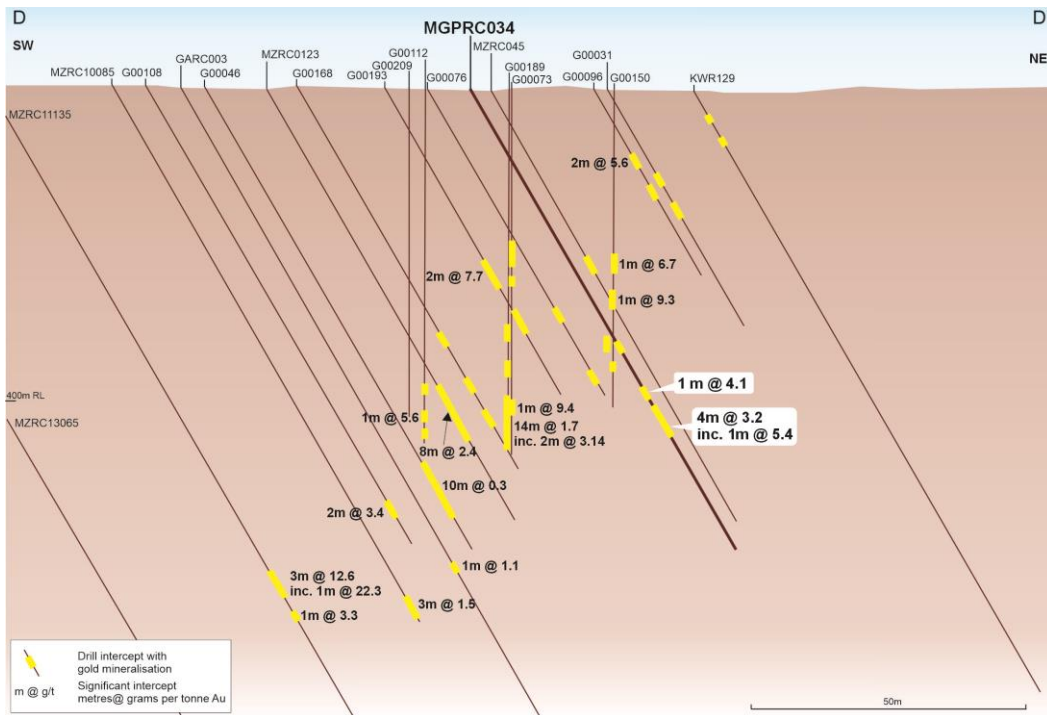 D
D
SW
MGPRC034
NE
G00112
MZRC045
G00031
MZRC0123
G00209
G00189
GARC003
MZRC10085
G00108
G00046
G00168
G00193
G00076
G00073
G00096
G00150
KWR129
MZRC11135
2m @ 5.6
2m @ 7.7
1m @ 6.7
1m @ 9.3
400m RL
MZRC13065
1 m @ 4.1
1m @ 5.6
1m @ 9.4
14m @ 1.7
inc. 2m @ 3.14
4m @ 3.2
inc. 1m @ 5.4
8m @ 2.4
10m @ 0.3
2m @ 3.4
1m @ 1.1
3m @ 12.6
inc. 1m @ 22.3
1m @ 3.3
3m @ 1.5
Drill intercept with
gold mineralisation
m @ g/t
Significant intercept
metres@ grams per tonne Au
50m